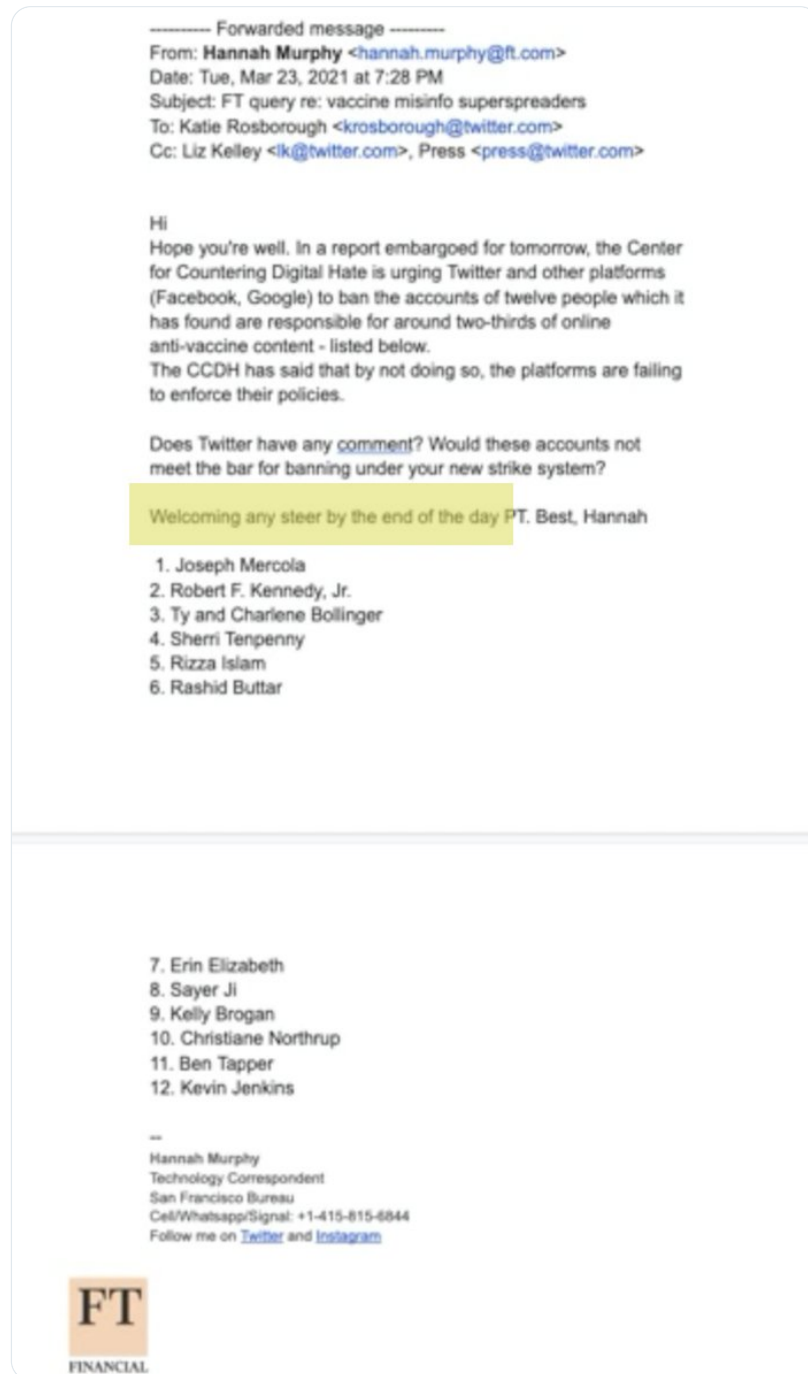 ---------- Forwarded message ---------
From: Hannah Murphy <hannah.murphy@ft.com>
Date: Tue, Mar 23, 2021 at 7:28 PM
Subject: FT query re: vaccine misinfo superspreaders
To: Katie Rosborough <krosborough@twitter.com>
Cc: Liz Kelley <lk@twitter.com>, Press <press@twitter.com>
Hi
Hope you're well. In a report embargoed for tomorrow, the Center
for Countering Digital Hate is urging Twitter and other platforms
(Facebook, Google) to ban the accounts of twelve people which it
has found are responsible for around two-thirds of online
anti-vaccine content - listed below.
The CCDH has said that by not doing so, the platforms are failing
to enforce their policies.
Does Twitter have any comment? Would these accounts not
meet the bar for banning under your new strike system?
Welcoming any steer by the end of the day PT. Best, Hannah
1. Joseph Mercola
2. Robert F. Kennedy, Jr.
3. Ty and Charlene Bollinger
4. Sherri Tenpenny
5. Rizza Islam
6. Rashid Buttar
7. Erin Elizabeth
8. Sayer Ji
9. Kelly Brogan
10. Christiane Northrup
11. Ben Tapper
12. Kevin Jenkins
--
Hannah Murphy
Technology Correspondent
San Francisco Bureau
Cell/Whatsapp/Signal: +1-415-815-6844
Follow me on Twitter and Instagram
FT
FINANCIAL